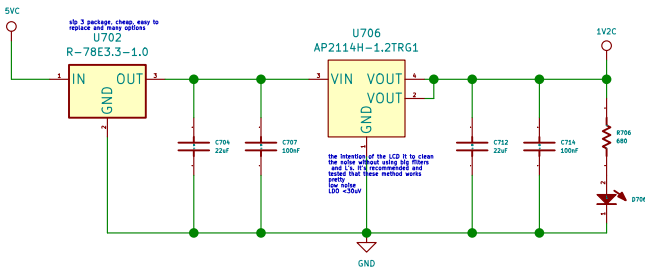 5VC
sip 3 package, cheap, easy to
replace and many options
U702
R-78E3.3-1.0
U706
AP2114H-1.2TRG1
1V2C
1 IN OUT 3
GND
2
3 VIN VOUT 4
VOUT 2
GND
1
C704
22uF
C707
100nF
C712
22uF
C714
100nF
R706
680
the intention of the LCD it to clean
the noise without using big filters
and L's. It's recommended and
tested that these method works
pretty
low noise
LDO <30uV
2
D706
1
GND